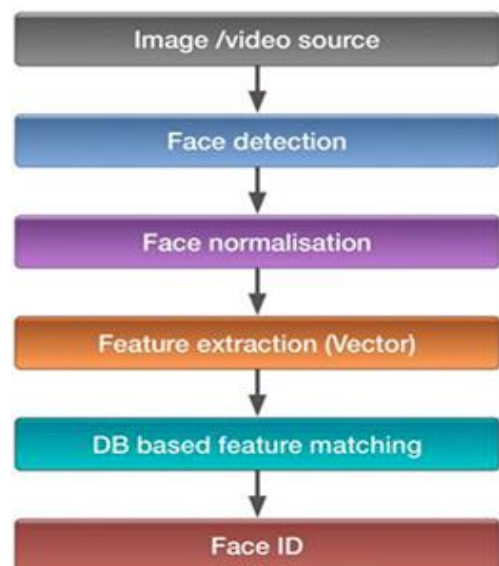 Image /video source
Face detection
Face normalisation
Feature extraction (Vector)
DB based feature matching
Face ID